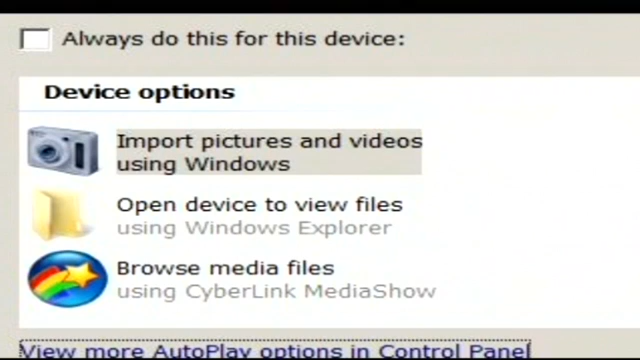 Always do this for this device:
Device options
Import pictures and videos
using Windows
Open device to view files
using Windows Explorer
Browse media files
using CyberLink MediaShow
View more AutoPlay options in Control Panel